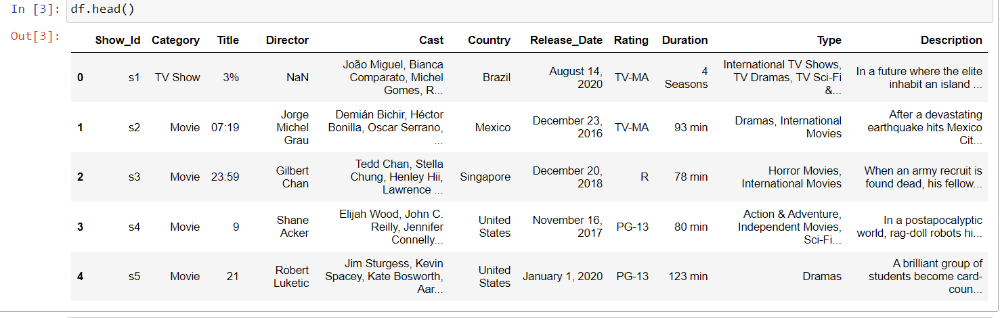 In [3]: df.head()
Out[3]:
Show_Id Category Title Director Cast Country Release_Date Rating Duration Type Description
0 s1 TV Show 3% NaN João Miguel, Bianca Comparato, Michel Gomes, R... Brazil August 14, 2020 TV-MA 4 Seasons International TV Shows, TV Dramas, TV Sci-Fi &... In a future where the elite inhabit an island ...
1 s2 Movie 07:19 Jorge Michel Grau Demián Bichir, Héctor Bonilla, Oscar Serrano, ... Mexico December 23, 2016 TV-MA 93 min Dramas, International Movies After a devastating earthquake hits Mexico Cit...
2 s3 Movie 23:59 Gilbert Chan Tedd Chan, Stella Chung, Henley Hii, Lawrence ... Singapore December 20, 2018 R 78 min Horror Movies, International Movies When an army recruit is found dead, his fellow...
3 s4 Movie 9 Shane Acker Elijah Wood, John C. Reilly, Jennifer Connelly... United States November 16, 2017 PG-13 80 min Action & Adventure, Independent Movies, Sci-Fi... In a postapocalyptic world, rag-doll robots hi...
4 s5 Movie 21 Robert Luketic Jim Sturgess, Kevin Spacey, Kate Bosworth, Aar... United States January 1, 2020 PG-13 123 min Dramas A brilliant group of students become card-coun...